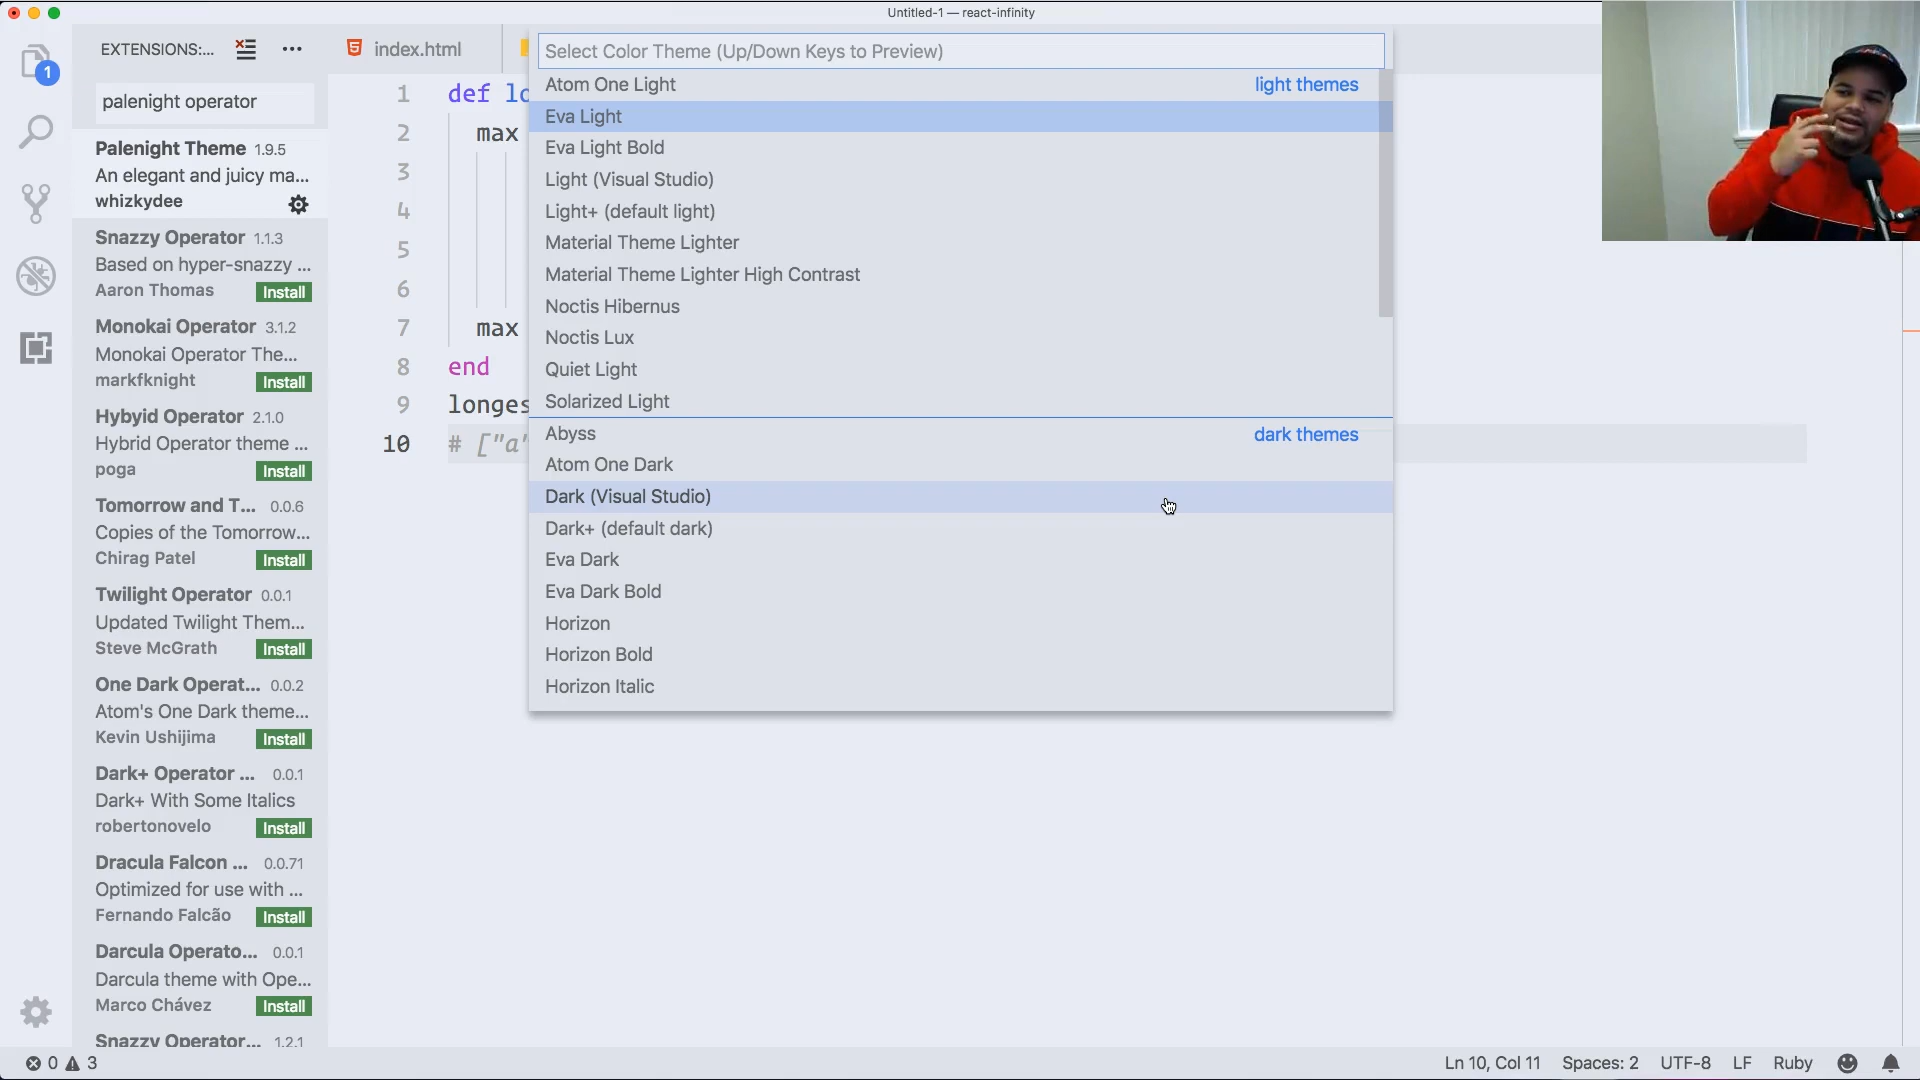 Untitled-1 — react-infinity
EXTENSIONS:...
index.html
1
palenight operator
Palenight Theme 1.9.5
An elegant and juicy ma...
whizkydee
Snazzy Operator 1.1.3
Based on hyper-snazzy ...
Aaron Thomas Install
Monokai Operator 3.1.2
Monokai Operator The...
markfknight Install
Hybyid Operator 2.1.0
Hybrid Operator theme ...
poga Install
Tomorrow and T... 0.0.6
Copies of the Tomorrow...
Chirag Patel Install
Twilight Operator 0.0.1
Updated Twilight Them...
Steve McGrath Install
One Dark Operat... 0.0.2
Atom's One Dark theme...
Kevin Ushijima Install
Dark+ Operator ... 0.0.1
Dark+ With Some Italics
robertonovelo Install
Dracula Falcon ... 0.0.71
Optimized for use with ...
Fernando Falcão Install
Darcula Operato... 0.0.1
Darcula theme with Ope...
Marco Chávez Install
Snazzy Operator... 1.2.1
1 def lo
2 max
3
4
5
6
7 max
8 end
9 longes
10 # ["a"
Select Color Theme (Up/Down Keys to Preview)
Atom One Light light themes
Eva Light
Eva Light Bold
Light (Visual Studio)
Light+ (default light)
Material Theme Lighter
Material Theme Lighter High Contrast
Noctis Hibernus
Noctis Lux
Quiet Light
Solarized Light
Abyss dark themes
Atom One Dark
Dark (Visual Studio)
Dark+ (default dark)
Eva Dark
Eva Dark Bold
Horizon
Horizon Bold
Horizon Italic
0 3
Ln 10, Col 11 Spaces: 2 UTF-8 LF Ruby